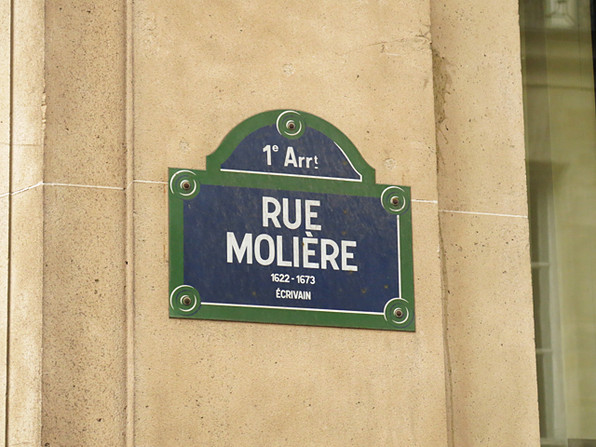 1e Arrt
RUE
MOLIÈRE
1622 - 1673
ÉCRIVAIN